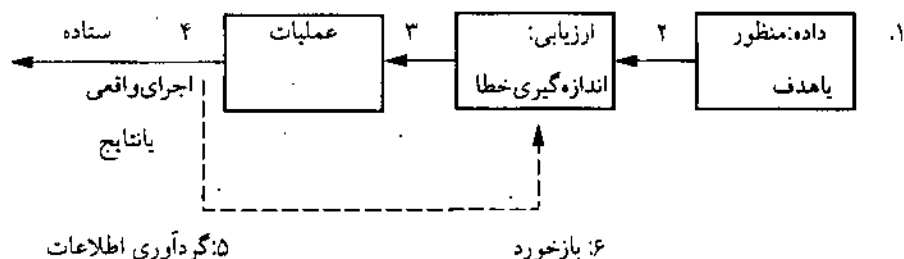 ۱.
داده:منظور
یاهدف
۲
ارزیابی:
اندازه‌گیری خطا
۳
عملیات
۴
ستاده
اجرای‌واقعی
یانتایج
۵:گردآوری اطلاعات
۶: بازخورد